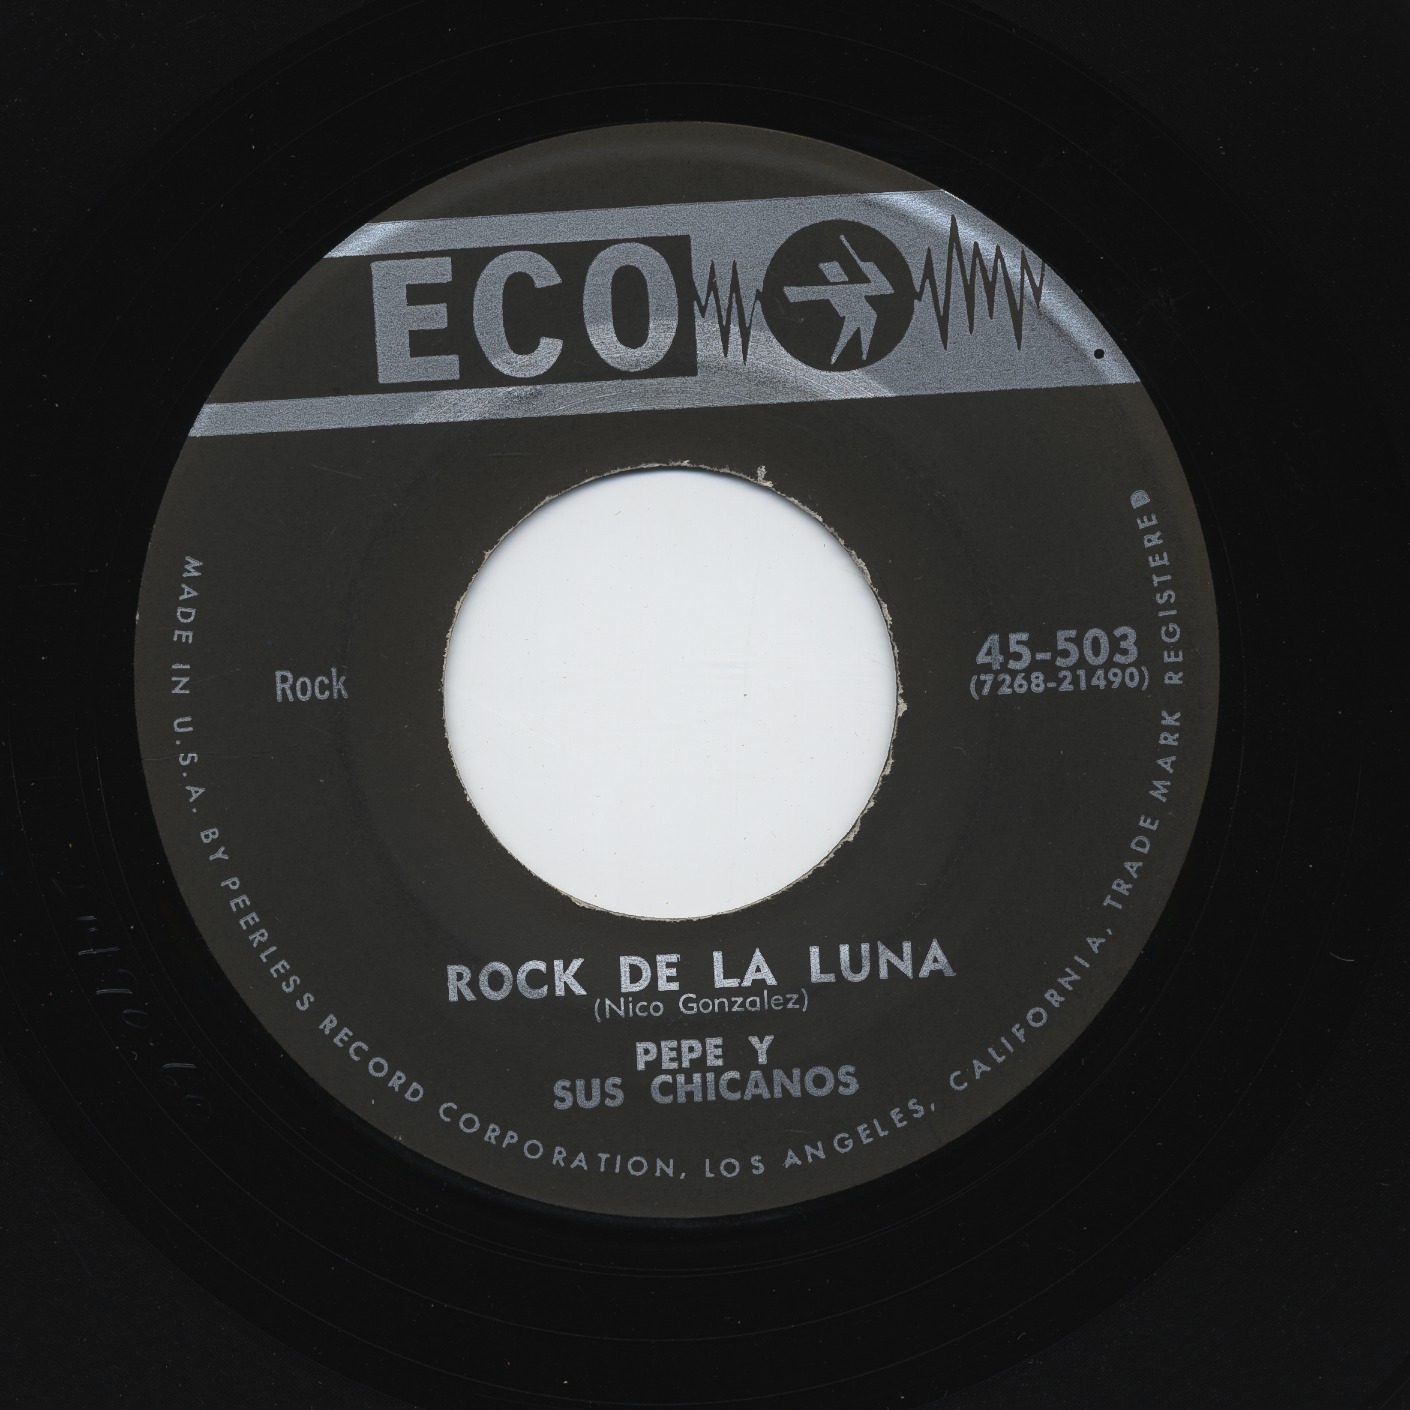 ECO
Rock
45-503
(7268-21490)
ROCK DE LA LUNA
(Nico Gonzalez)
PEPE Y
SUS CHICANOS
MADE IN U.S.A. BY PEERLESS RECORD CORPORATION, LOS ANGELES, CALIFORNIA, TRADE MARK REGISTERED